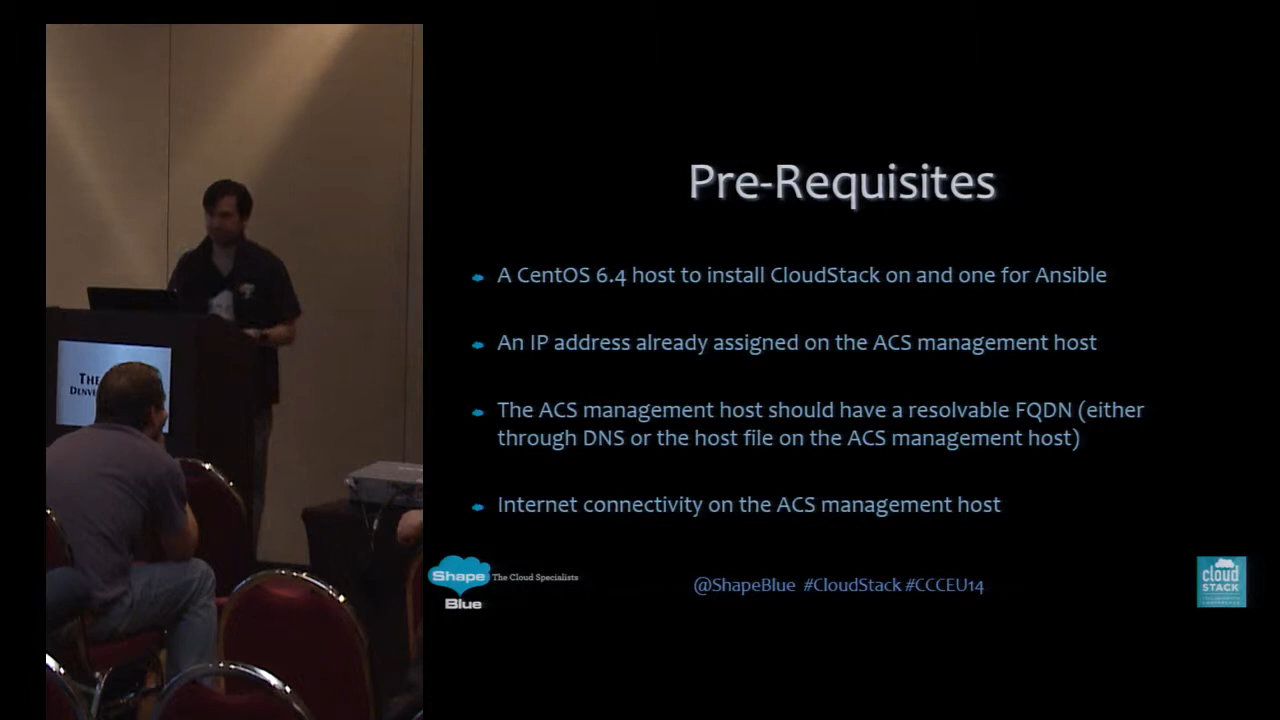 Pre-Requisites
A CentOS 6.4 host to install CloudStack on and one for Ansible
An IP address already assigned on the ACS management host
The ACS management host should have a resolvable FQDN (either
through DNS or the host file on the ACS management host)
Internet connectivity on the ACS management host
THE
DENVE
Shape
Blue
The Cloud Specialists
@ShapeBlue #CloudStack #CCCEU14
cloud
STACK